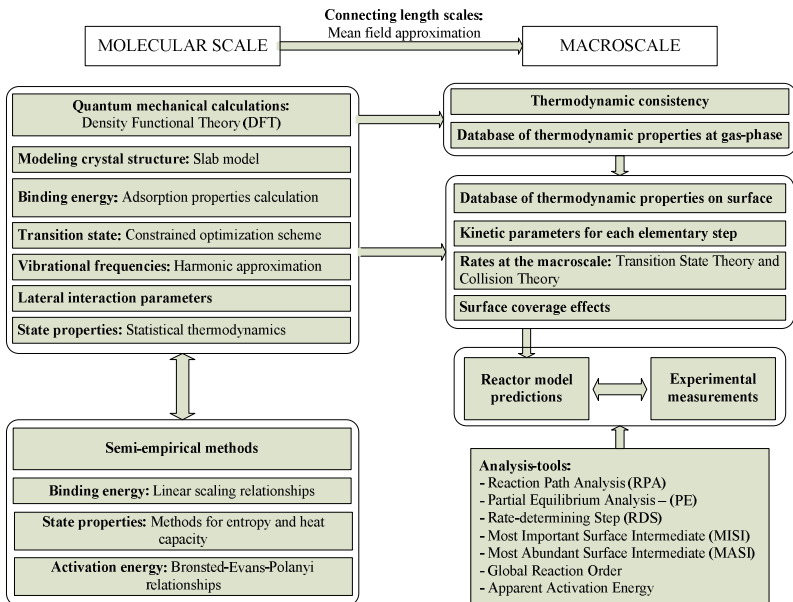 Connecting length scales:
Mean field approximation
MOLECULAR SCALE
MACROSCALE
Quantum mechanical calculations:
Density Functional Theory (DFT)
Modeling crystal structure: Slab model
Binding energy: Adsorption properties calculation
Transition state: Constrained optimization scheme
Vibrational frequencies: Harmonic approximation
Lateral interaction parameters
State properties: Statistical thermodynamics
Semi-empirical methods
Binding energy: Linear scaling relationships
State properties: Methods for entropy and heat
capacity
Activation energy: Brønsted-Evans-Polanyi
relationships
Thermodynamic consistency
Database of thermodynamic properties at gas-phase
Database of thermodynamic properties on surface
Kinetic parameters for each elementary step
Rates at the macroscale: Transition State Theory and
Collision Theory
Surface coverage effects
Reactor model
predictions
Experimental
measurements
Analysis-tools:
- Reaction Path Analysis (RPA)
- Partial Equilibrium Analysis – (PE)
- Rate-determining Step (RDS)
- Most Important Surface Intermediate (MISI)
- Most Abundant Surface Intermediate (MASI)
- Global Reaction Order
- Apparent Activation Energy